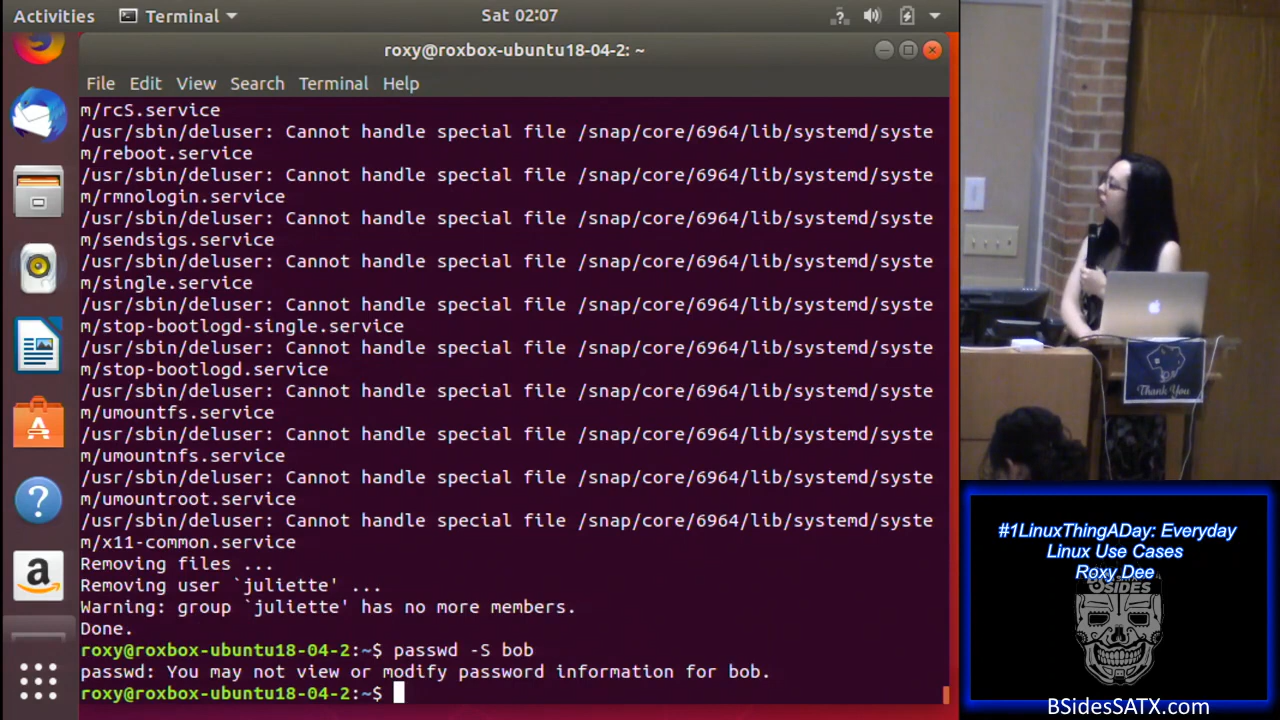 Activities Terminal Sat 02:07
roxy@roxbox-ubuntu18-04-2: ~
File Edit View Search Terminal Help
m/rcS.service
/usr/sbin/deluser: Cannot handle special file /snap/core/6964/lib/systemd/syste
m/reboot.service
/usr/sbin/deluser: Cannot handle special file /snap/core/6964/lib/systemd/syste
m/rmnologin.service
/usr/sbin/deluser: Cannot handle special file /snap/core/6964/lib/systemd/syste
m/sendsigs.service
/usr/sbin/deluser: Cannot handle special file /snap/core/6964/lib/systemd/syste
m/single.service
/usr/sbin/deluser: Cannot handle special file /snap/core/6964/lib/systemd/syste
m/stop-bootlogd-single.service
/usr/sbin/deluser: Cannot handle special file /snap/core/6964/lib/systemd/syste
m/stop-bootlogd.service
/usr/sbin/deluser: Cannot handle special file /snap/core/6964/lib/systemd/syste
m/umountfs.service
/usr/sbin/deluser: Cannot handle special file /snap/core/6964/lib/systemd/syste
m/umountnfs.service
/usr/sbin/deluser: Cannot handle special file /snap/core/6964/lib/systemd/syste
m/umountroot.service
/usr/sbin/deluser: Cannot handle special file /snap/core/6964/lib/systemd/syste
m/x11-common.service
Removing files ...
Removing user `juliette' ...
Warning: group `juliette' has no more members.
Done.
roxy@roxbox-ubuntu18-04-2:~$ passwd -S bob
passwd: You may not view or modify password information for bob.
roxy@roxbox-ubuntu18-04-2:~$
Thank You
#1LinuxThingADay: Everyday
Linux Use Cases
Roxy Dee
BSIDES
BSidesSATX.com